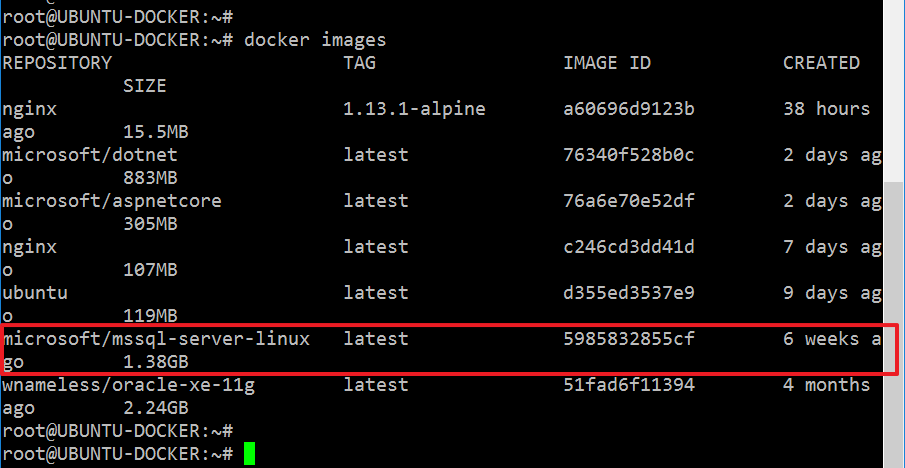 root@UBUNTU-DOCKER:~#
root@UBUNTU-DOCKER:~# docker images
REPOSITORY TAG IMAGE ID CREATED
SIZE
nginx 1.13.1-alpine a60696d9123b 38 hours
ago 15.5MB
microsoft/dotnet latest 76340f528b0c 2 days ag
o 883MB
microsoft/aspnetcore latest 76a6e70e52df 2 days ag
o 305MB
nginx latest c246cd3dd41d 7 days ag
o 107MB
ubuntu latest d355ed3537e9 9 days ag
o 119MB
microsoft/mssql-server-linux latest 5985832855cf 6 weeks a
go 1.38GB
wnameless/oracle-xe-11g latest 51fad6f11394 4 months
ago 2.24GB
root@UBUNTU-DOCKER:~#
root@UBUNTU-DOCKER:~#